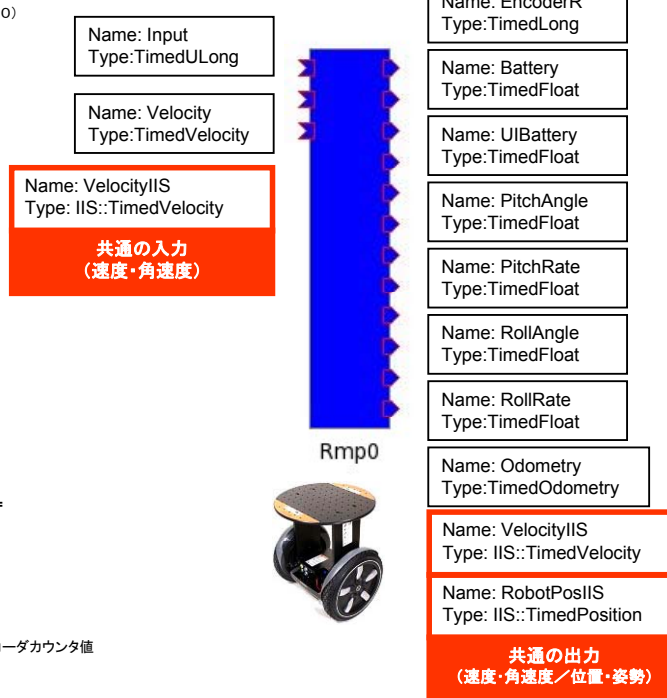 O)
Name: Input
Type:TimedULong
Name: Velocity
Type:TimedVelocity
Name: VelocityIIS
Type: IIS::TimedVelocity
共通の入力
(速度・角速度)
Name: EncoderR
Type:TimedLong
Name: Battery
Type:TimedFloat
Name: UIBattery
Type:TimedFloat
Name: PitchAngle
Type:TimedFloat
Name: PitchRate
Type:TimedFloat
Name: RollAngle
Type:TimedFloat
Name: RollRate
Type:TimedFloat
Name: Odometry
Type:TimedOdometry
Name: VelocityIIS
Type: IIS::TimedVelocity
Name: RobotPosIIS
Type: IIS::TimedPosition
共通の出力
(速度・角速度／位置・姿勢)
Rmp0
ーダカウンタ値